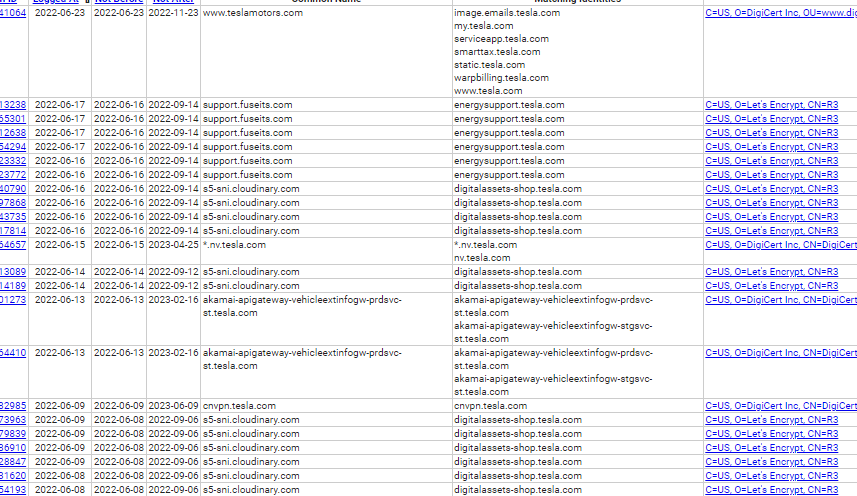 Logged At Not Before Not After Common Name Matching Identities
41064 2022-06-23 2022-06-23 2022-11-23 www.teslamotors.com image.emails.tesla.com C=US, O=DigiCert Inc, OU=www.dig
my.tesla.com
serviceapp.tesla.com
smarttax.tesla.com
static.tesla.com
warpbilling.tesla.com
www.tesla.com
13238 2022-06-17 2022-06-16 2022-09-14 support.fuseits.com energysupport.tesla.com C=US, O=Let's Encrypt, CN=R3
55301 2022-06-17 2022-06-16 2022-09-14 support.fuseits.com energysupport.tesla.com C=US, O=Let's Encrypt, CN=R3
12638 2022-06-17 2022-06-16 2022-09-14 support.fuseits.com energysupport.tesla.com C=US, O=Let's Encrypt, CN=R3
54294 2022-06-17 2022-06-16 2022-09-14 support.fuseits.com energysupport.tesla.com C=US, O=Let's Encrypt, CN=R3
23332 2022-06-16 2022-06-16 2022-09-14 support.fuseits.com energysupport.tesla.com C=US, O=Let's Encrypt, CN=R3
23772 2022-06-16 2022-06-16 2022-09-14 support.fuseits.com energysupport.tesla.com C=US, O=Let's Encrypt, CN=R3
40790 2022-06-16 2022-06-16 2022-09-14 s5-sni.cloudinary.com digitalassets-shop.tesla.com C=US, O=Let's Encrypt, CN=R3
97868 2022-06-16 2022-06-16 2022-09-14 s5-sni.cloudinary.com digitalassets-shop.tesla.com C=US, O=Let's Encrypt, CN=R3
43735 2022-06-16 2022-06-16 2022-09-14 s5-sni.cloudinary.com digitalassets-shop.tesla.com C=US, O=Let's Encrypt, CN=R3
17814 2022-06-16 2022-06-16 2022-09-14 s5-sni.cloudinary.com digitalassets-shop.tesla.com C=US, O=Let's Encrypt, CN=R3
64657 2022-06-15 2022-06-15 2023-04-25 *.nv.tesla.com *.nv.tesla.com C=US, O=DigiCert Inc, CN=DigiCert
nv.tesla.com
13089 2022-06-14 2022-06-14 2022-09-12 s5-sni.cloudinary.com digitalassets-shop.tesla.com C=US, O=Let's Encrypt, CN=R3
14189 2022-06-14 2022-06-14 2022-09-12 s5-sni.cloudinary.com digitalassets-shop.tesla.com C=US, O=Let's Encrypt, CN=R3
01273 2022-06-13 2022-06-13 2023-02-16 akamai-apigateway-vehicleextinfogw-prdsvc- akamai-apigateway-vehicleextinfogw-prdsvc- C=US, O=DigiCert Inc, CN=DigiCert
st.tesla.com st.tesla.com
akamai-apigateway-vehicleextinfogw-stgsvc-
st.tesla.com
64410 2022-06-13 2022-06-13 2023-02-16 akamai-apigateway-vehicleextinfogw-prdsvc- akamai-apigateway-vehicleextinfogw-prdsvc- C=US, O=DigiCert Inc, CN=DigiCert
st.tesla.com st.tesla.com
akamai-apigateway-vehicleextinfogw-stgsvc-
st.tesla.com
32985 2022-06-09 2022-06-09 2023-06-09 cnvpn.tesla.com cnvpn.tesla.com C=US, O=DigiCert Inc, CN=DigiCert
73963 2022-06-08 2022-06-08 2022-09-06 s5-sni.cloudinary.com digitalassets-shop.tesla.com C=US, O=Let's Encrypt, CN=R3
79839 2022-06-08 2022-06-08 2022-09-06 s5-sni.cloudinary.com digitalassets-shop.tesla.com C=US, O=Let's Encrypt, CN=R3
36910 2022-06-08 2022-06-08 2022-09-06 s5-sni.cloudinary.com digitalassets-shop.tesla.com C=US, O=Let's Encrypt, CN=R3
28847 2022-06-08 2022-06-08 2022-09-06 s5-sni.cloudinary.com digitalassets-shop.tesla.com C=US, O=Let's Encrypt, CN=R3
31620 2022-06-08 2022-06-08 2022-09-06 s5-sni.cloudinary.com digitalassets-shop.tesla.com C=US, O=Let's Encrypt, CN=R3
54193 2022-06-08 2022-06-08 2022-09-06 s5-sni.cloudinary.com digitalassets-shop.tesla.com C=US, O=Let's Encrypt, CN=R3